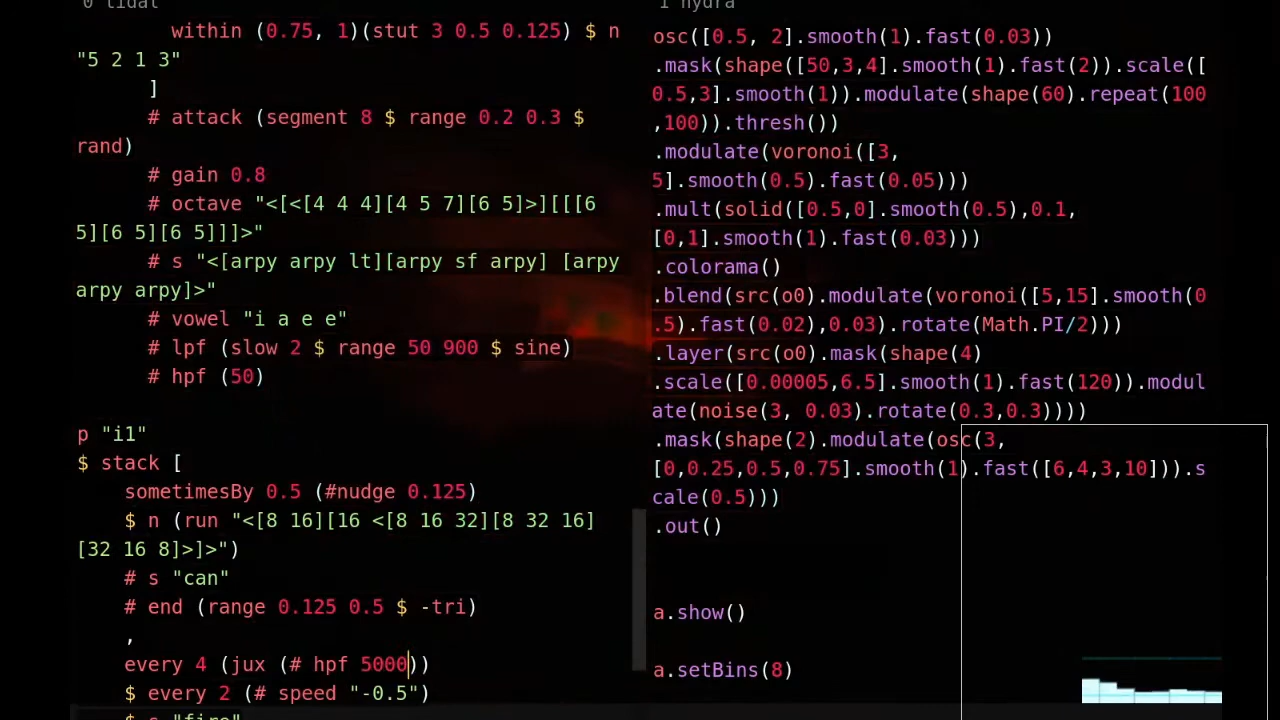 0 tidal
within (0.75, 1)(stut 3 0.5 0.125) $ n
"5 2 1 3"
]
# attack (segment 8 $ range 0.2 0.3 $
rand)
# gain 0.8
# octave "<[<[4 4 4][4 5 7][6 5]>][[[6
5][6 5][6 5]]]>"
# s "<[arpy arpy lt][arpy sf arpy] [arpy
arpy arpy]>"
# vowel "i a e e"
# lpf (slow 2 $ range 50 900 $ sine)
# hpf (50)
p "i1"
$ stack [
sometimesBy 0.5 (#nudge 0.125)
$ n (run "<[8 16][16 <[8 16 32][8 32 16]
[32 16 8]>]>")
# s "can"
# end (range 0.125 0.5 $ -tri)
,
every 4 (jux (# hpf 5000))
$ every 2 (# speed "-0.5")
$ s "fire"
1 hydra
osc([0.5, 2].smooth(1).fast(0.03))
.mask(shape([50,3,4].smooth(1).fast(2)).scale([
0.5,3].smooth(1)).modulate(shape(60).repeat(100
,100)).thresh())
.modulate(voronoi([3,
5].smooth(0.5).fast(0.05)))
.mult(solid([0.5,0].smooth(0.5),0.1,
[0,1].smooth(1).fast(0.03)))
.colorama()
.blend(src(o0).modulate(voronoi([5,15].smooth(0
.5).fast(0.02),0.03).rotate(Math.PI/2)))
.layer(src(o0).mask(shape(4)
.scale([0.00005,6.5].smooth(1).fast(120)).modul
ate(noise(3, 0.03).rotate(0.3,0.3))))
.mask(shape(2).modulate(osc(3,
[0,0.25,0.5,0.75].smooth(1).fast([6,4,3,10])).s
cale(0.5)))
.out()
a.show()
a.setBins(8)